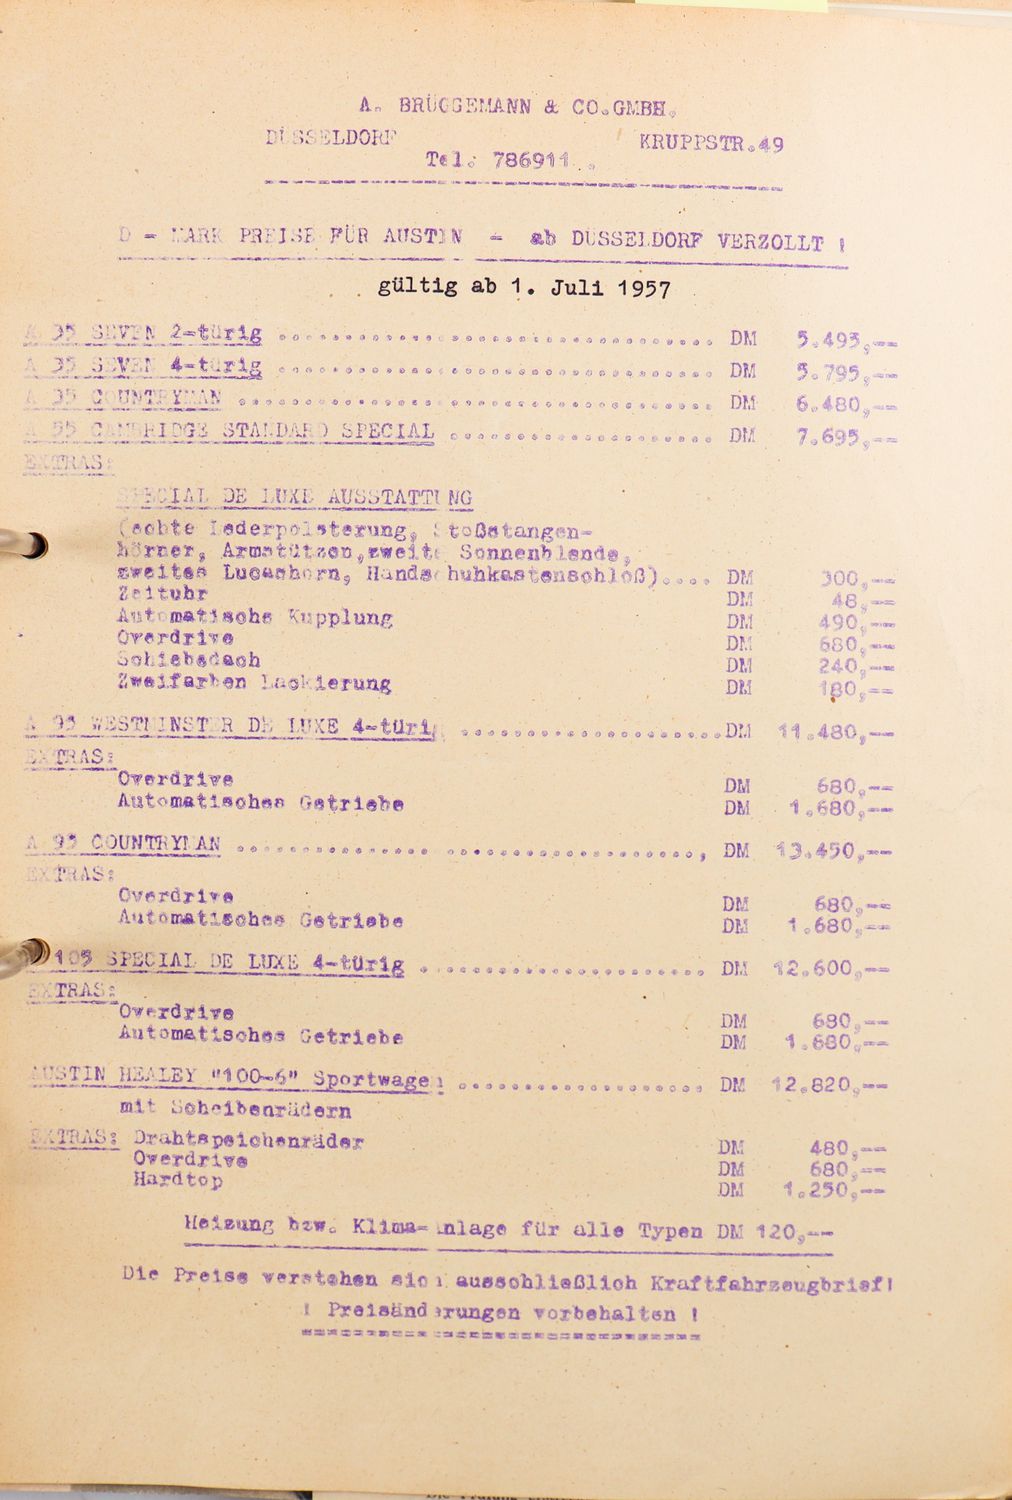 A. BRÜGGEMANN & CO.GMBH.
DÜSSELDORF KRUPPSTR.49
Tel. 786911 .
D - MARK PREISE FÜR AUSTIN - ab DÜSSELDORF VERZOLLT !
gültig ab 1. Juli 1957
A 35 SEVEN 2-türig ................................. DM 5.495,--
A 35 SEVEN 4-türig ................................. DM 5.795,--
A 35 COUNTRYMAN .................................... DM 6.480,--
A 55 CAMBRIDGE STANDARD SPECIAL .................... DM 7.695,--
EXTRAS:
SPECIAL DE LUXE AUSSTATTUNG
(echte Lederpolsterung, Stoßstangen-
hörner, Armstützen,zweite Sonnenblende,
zweites Lucashorn, Handschuhkastenschloß).... DM 300,--
Zeituhr DM 48,--
Automatische Kupplung DM 490,--
Overdrive DM 680,--
Schiebedach DM 240,--
Zweifarben Lackierung DM 180,--
A 95 WESTMINSTER DE LUXE 4-türig ....................DM 11.480,--
EXTRAS:
Overdrive DM 680,--
Automatisches Getriebe DM 1.680,--
A 95 COUNTRYMAN ..................................., DM 13.450,--
EXTRAS:
Overdrive DM 680,--
Automatisches Getriebe DM 1.680,--
105 SPECIAL DE LUXE 4-türig ...................... DM 12.600,--
EXTRAS:
Overdrive DM 680,--
Automatisches Getriebe DM 1.680,--
AUSTIN HEALEY "100-6" Sportwagen ................... DM 12.820,--
mit Scheibenrädern
EXTRAS: Drahtspeichenräder DM 480,--
Overdrive DM 680,--
Hardtop DM 1.250,--
Heizung bzw. Klima-Anlage für alle Typen DM 120,--
Die Preise verstehen sich ausschließlich Kraftfahrzeugbrief!
! Preisänderungen vorbehalten !
===============================